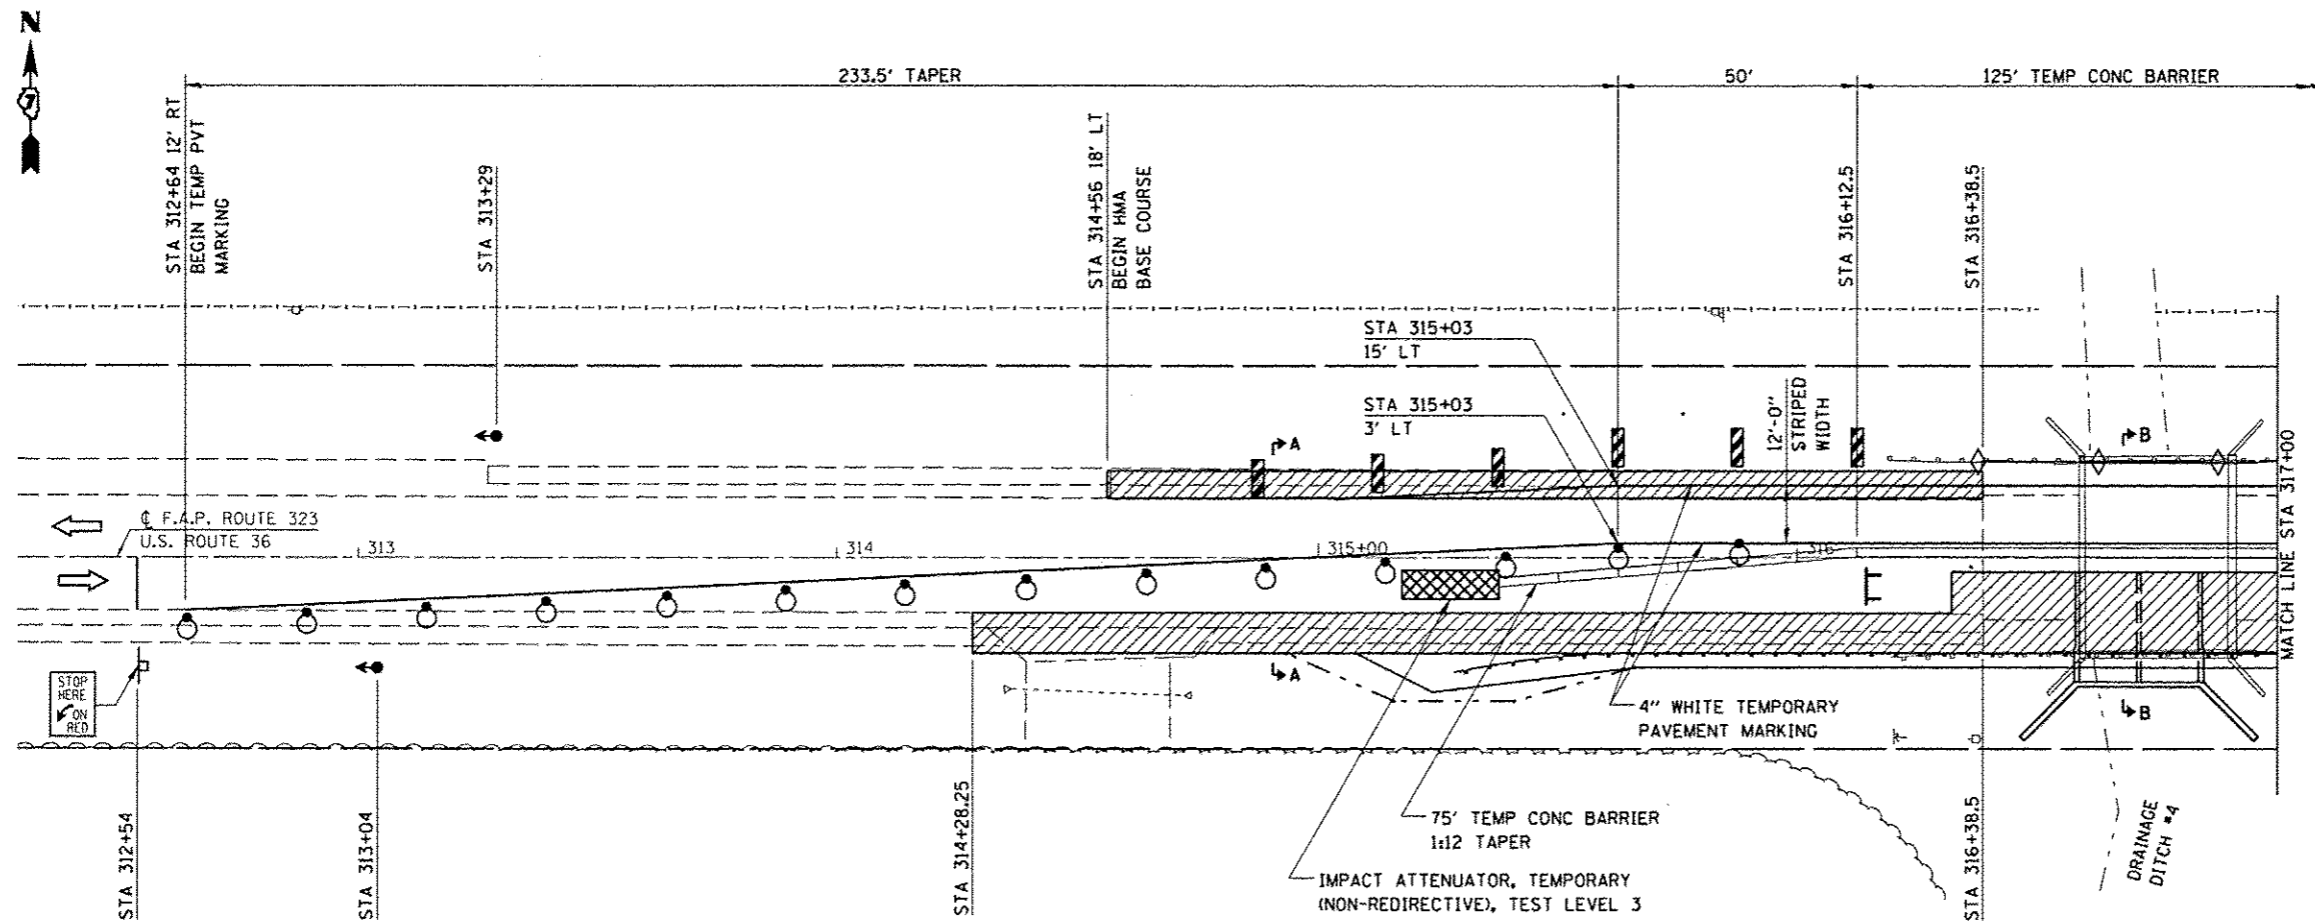 N
7
233.5' TAPER
50'
125' TEMP CONC BARRIER
STA 312+64 12' RT
BEGIN TEMP PVT
MARKING
STA 313+29
STA 314+56 18' LT
BEGIN HMA
BASE COURSE
STA 316+12.5
STA 316+38.5
STA 315+03
15' LT
STA 315+03
3' LT
12'-0"
STRIPED
WIDTH
A
B
℄ F.A.P. ROUTE 323
U.S. ROUTE 36
313
314
315+00
316
MATCH LINE STA 317+00
STOP
HERE
ON
RED
A
B
4" WHITE TEMPORARY
PAVEMENT MARKING
75' TEMP CONC BARRIER
1:12 TAPER
IMPACT ATTENUATOR, TEMPORARY
(NON-REDIRECTIVE), TEST LEVEL 3
STA 312+54
STA 313+04
STA 314+28.25
STA 316+38.5
DRAINAGE
DITCH #4